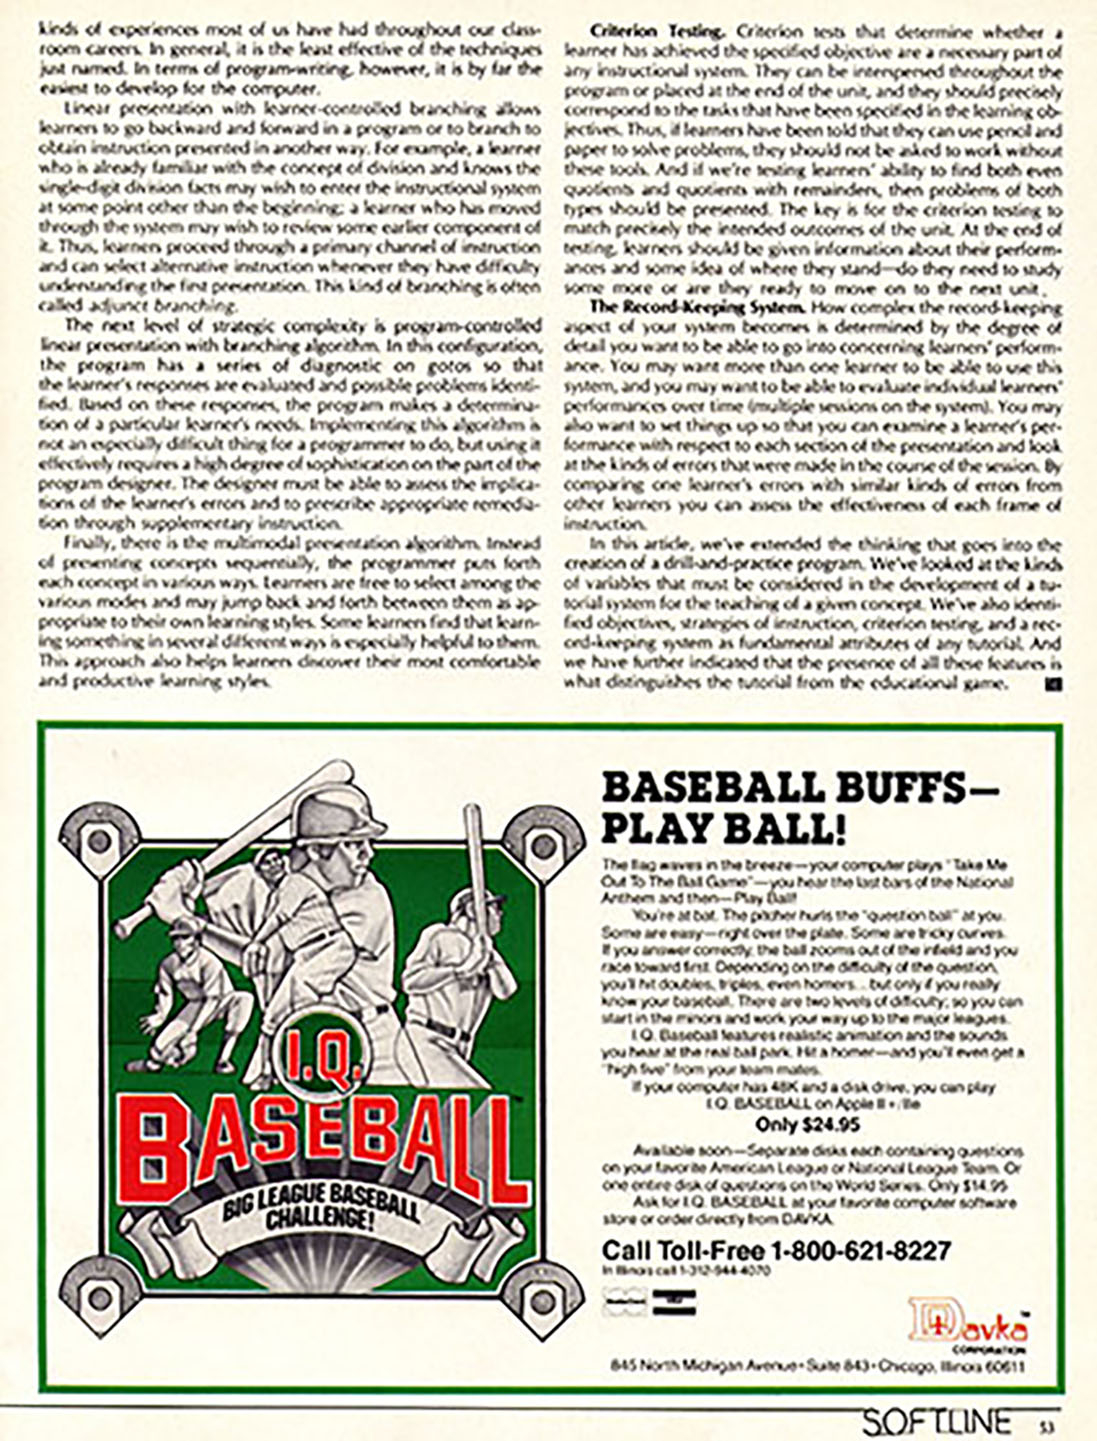 kinds of experiences most of us have had throughout our class-
room careers. In general, it is the least effective of the techniques
just named. In terms of program-writing, however, it is by far the
easiest to develop for the computer.
Linear presentation with learner-controlled branching allows
learners to go backward and forward in a program or to branch to
obtain instruction presented in another way. For example, a learner
who is already familiar with the concept of division and knows the
single-digit division facts may wish to enter the instructional system
at some point other than the beginning; a learner who has moved
through the system may wish to review some earlier component of
it. Thus, learners proceed through a primary channel of instruction
and can select alternative instruction whenever they have difficulty
understanding the first presentation. This kind of branching is often
called adjunct branching.
The next level of strategic complexity is program-controlled
linear presentation with branching algorithm. In this configuration,
the program has a series of diagnostic on gotos so that
the learner's responses are evaluated and possible problems identi-
fied. Based on these responses, the program makes a determina-
tion of a particular learner's needs. Implementing this algorithm is
not an especially difficult thing for a programmer to do, but using it
effectively requires a high degree of sophistication on the part of the
program designer. The designer must be able to assess the implica-
tions of the learner's errors and to prescribe appropriate remedia-
tion through supplementary instruction.
Finally, there is the multimodal presentation algorithm. Instead
of presenting concepts sequentially, the programmer puts forth
each concept in various ways. Learners are free to select among the
various modes and may jump back and forth between them as ap-
propriate to their own learning styles. Some learners find that learn-
ing something in several different ways is especially helpful to them.
This approach also helps learners discover their most comfortable
and productive learning styles.
Criterion Testing. Criterion tests that determine whether a
learner has achieved the specified objective are a necessary part of
any instructional system. They can be interspersed throughout the
program or placed at the end of the unit, and they should precisely
correspond to the tasks that have been specified in the learning ob-
jectives. Thus, if learners have been told that they can use pencil and
paper to solve problems, they should not be asked to work without
these tools. And if we're testing learners' ability to find both even
quotients and quotients with remainders, then problems of both
types should be presented. The key is for the criterion testing to
match precisely the intended outcomes of the unit. At the end of
testing, learners should be given information about their perform-
ances and some idea of where they stand—do they need to study
some more or are they ready to move on to the next unit.
The Record-Keeping System. How complex the record-keeping
aspect of your system becomes is determined by the degree of
detail you want to be able to go into concerning learners' perform-
ance. You may want more than one learner to be able to use this
system, and you may want to be able to evaluate individual learners'
performances over time (multiple sessions on the system). You may
also want to set things up so that you can examine a learner's per-
formance with respect to each section of the presentation and look
at the kinds of errors that were made in the course of the session. By
comparing one learner's errors with similar kinds of errors from
other learners you can assess the effectiveness of each frame of
instruction.
In this article, we've extended the thinking that goes into the
creation of a drill-and-practice program. We've looked at the kinds
of variables that must be considered in the development of a tu-
torial system for the teaching of a given concept. We've also identi-
fied objectives, strategies of instruction, criterion testing, and a rec-
ord-keeping system as fundamental attributes of any tutorial. And
we have further indicated that the presence of all these features is
what distinguishes the tutorial from the educational game.
I.Q.
BASEBALL™
BIG LEAGUE BASEBALL
CHALLENGE!
BASEBALL BUFFS—
PLAY BALL!
The flag waves in the breeze—your computer plays "Take Me
Out To The Ball Game"—you hear the last bars of the National
Anthem and then—Play Ball!
You're at bat. The pitcher hurls the "question ball" at you.
Some are easy—right over the plate. Some are tricky curves.
If you answer correctly, the ball zooms out of the infield and you
race toward first. Depending on the difficulty of the question,
you'll hit doubles, triples, even homers... but only if you really
know your baseball. There are two levels of difficulty; so you can
start in the minors and work your way up to the major leagues.
I.Q. Baseball features realistic animation and the sounds
you hear at the real ball park. Hit a homer—and you'll even get a
"high five" from your team mates.
If your computer has 48K and a disk drive, you can play
I.Q. BASEBALL on Apple II+/IIe
Only $24.95
Available soon—Separate disks each containing questions
on your favorite American League or National League Team. Or
one entire disk of questions on the World Series. Only $14.95
Ask for I.Q. BASEBALL at your favorite computer software
store or order directly from DAVKA.
Call Toll-Free 1-800-621-8227
In Illinois call 1-312-944-4070
Davka™
CORPORATION
845 North Michigan Avenue • Suite 843 • Chicago, Illinois 60611
SOFTLINE 53